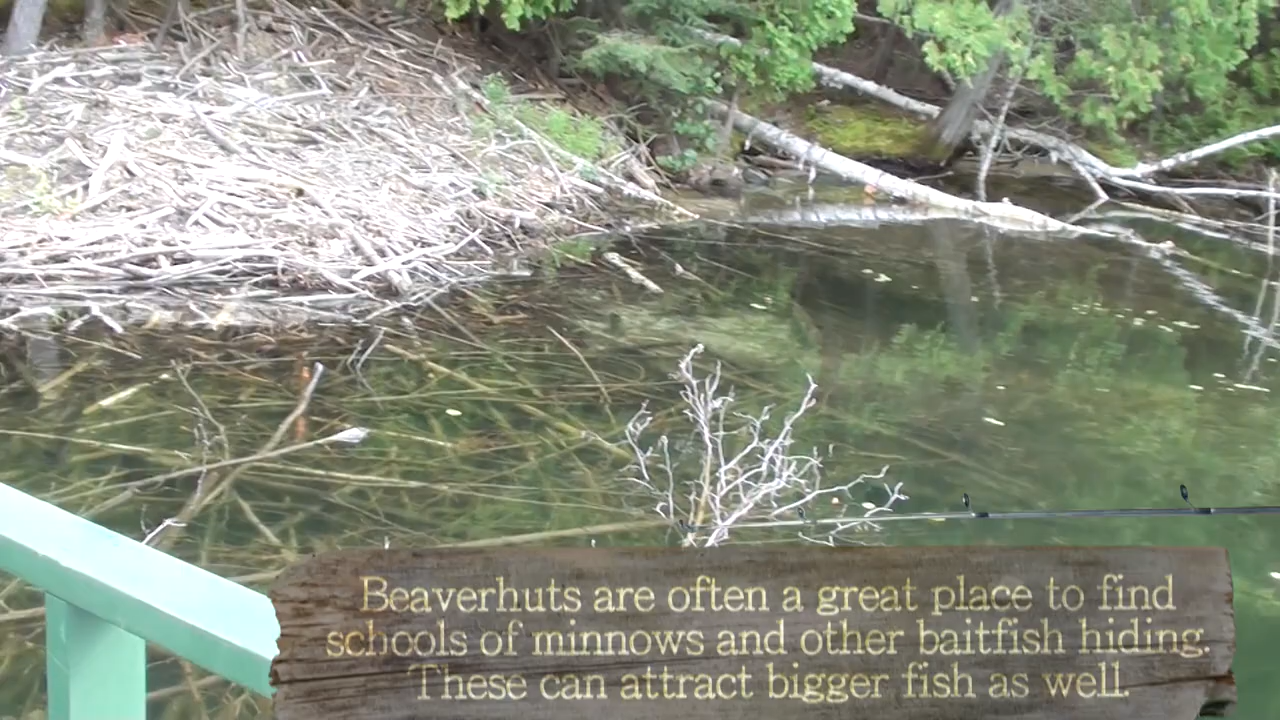 Beaverhuts are often a great place to find
schools of minnows and other baitfish hiding.
These can attract bigger fish as well.